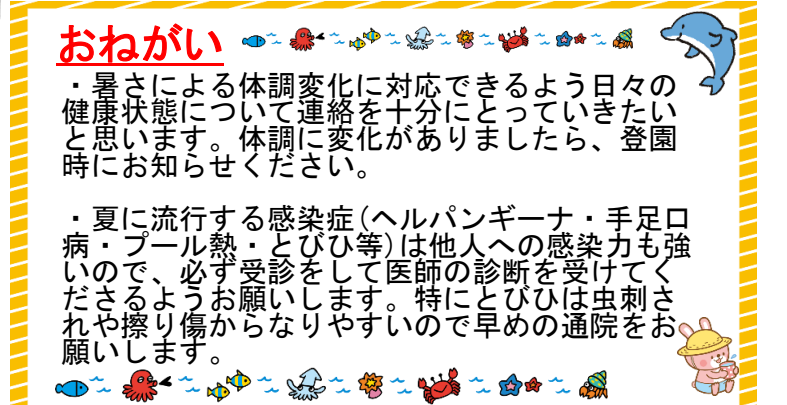 おねがい
・暑さによる体調変化に対応できるよう日々の
健康状態について連絡を十分にとっていきたい
と思います。体調に変化がありましたら、登園
時にお知らせください。
・夏に流行する感染症(ヘルパンギーナ・手足口
病・プール熱・とびひ等)は他人への感染力も強
いので、必ず受診をして医師の診断を受けてく
ださるようお願いします。特にとびひは虫刺さ
れや擦り傷からなりやすいので早めの通院をお
願いします。